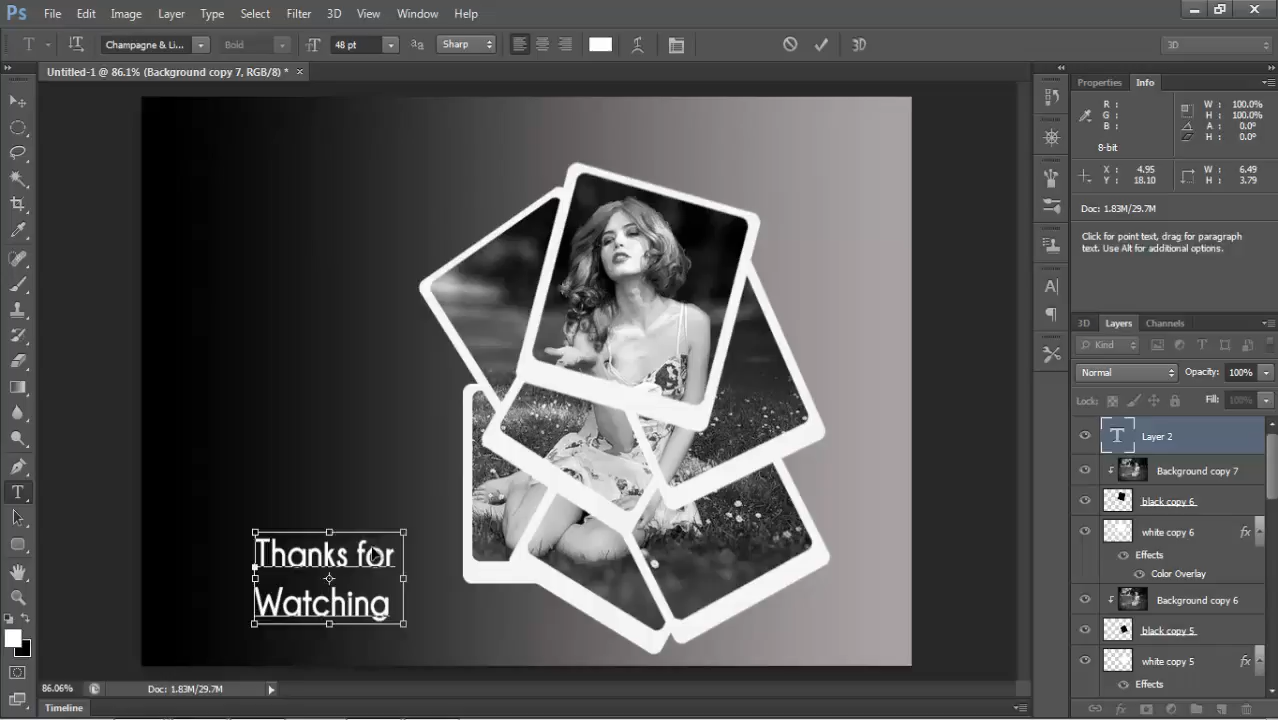 Ps File Edit Image Layer Type Select Filter 3D View Window Help
T Champagne & Li... Bold 48 pt Sharp 3D 3D
Untitled-1 @ 86.1% (Background copy 7, RGB/8) * ×
Properties Info
R : W : 100.0%
G : H : 100.0%
B : A : 0.0°
8-bit H : 0.0°
X : 4.95 W : 6.49
Y : 18.10 H : 3.79
Doc: 1.83M/29.7M
Click for point text, drag for paragraph
text. Use Alt for additional options.
3D Layers Channels
Kind
Normal Opacity: 100%
Lock: Fill: 100%
T Layer 2
Background copy 7
black copy 6
white copy 6 fx
Effects
Color Overlay
Background copy 6
black copy 5
white copy 5 fx
Effects
Thanks for
Watching
86.06% Doc: 1.83M/29.7M
Timeline